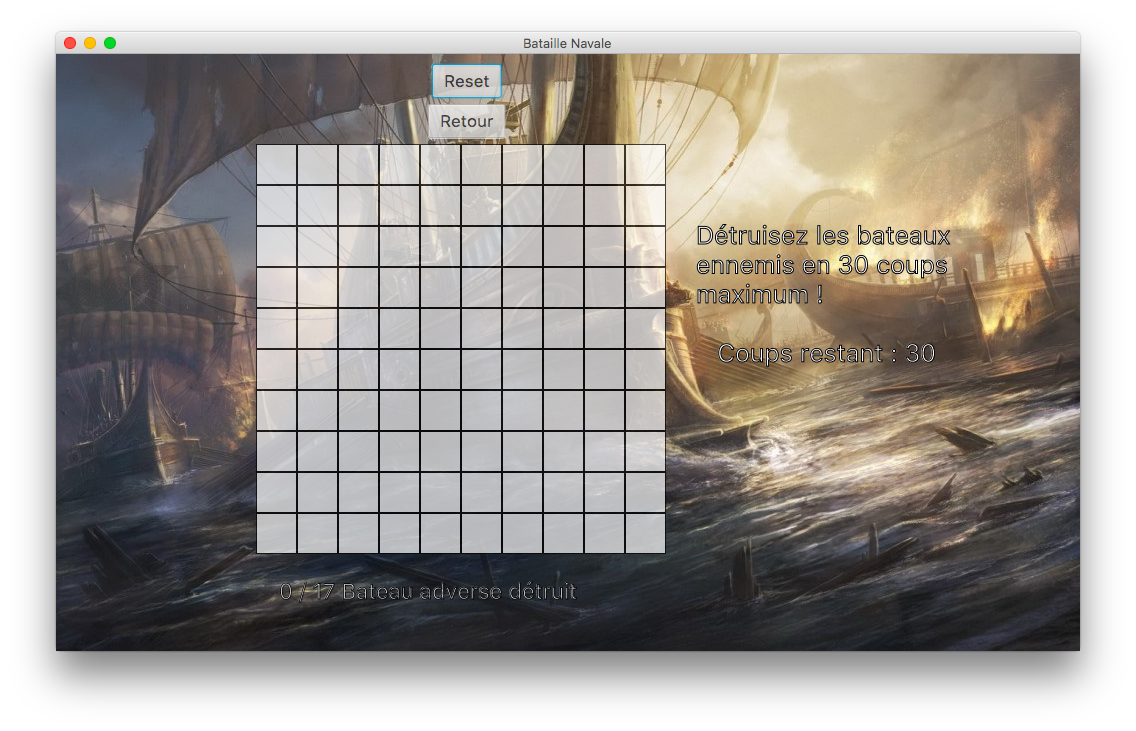 Bataille Navale
Reset
Retour
Détruisez les bateaux
ennemis en 30 coups
maximum !
Coups restant : 30
0 / 17 Bateau adverse détruit